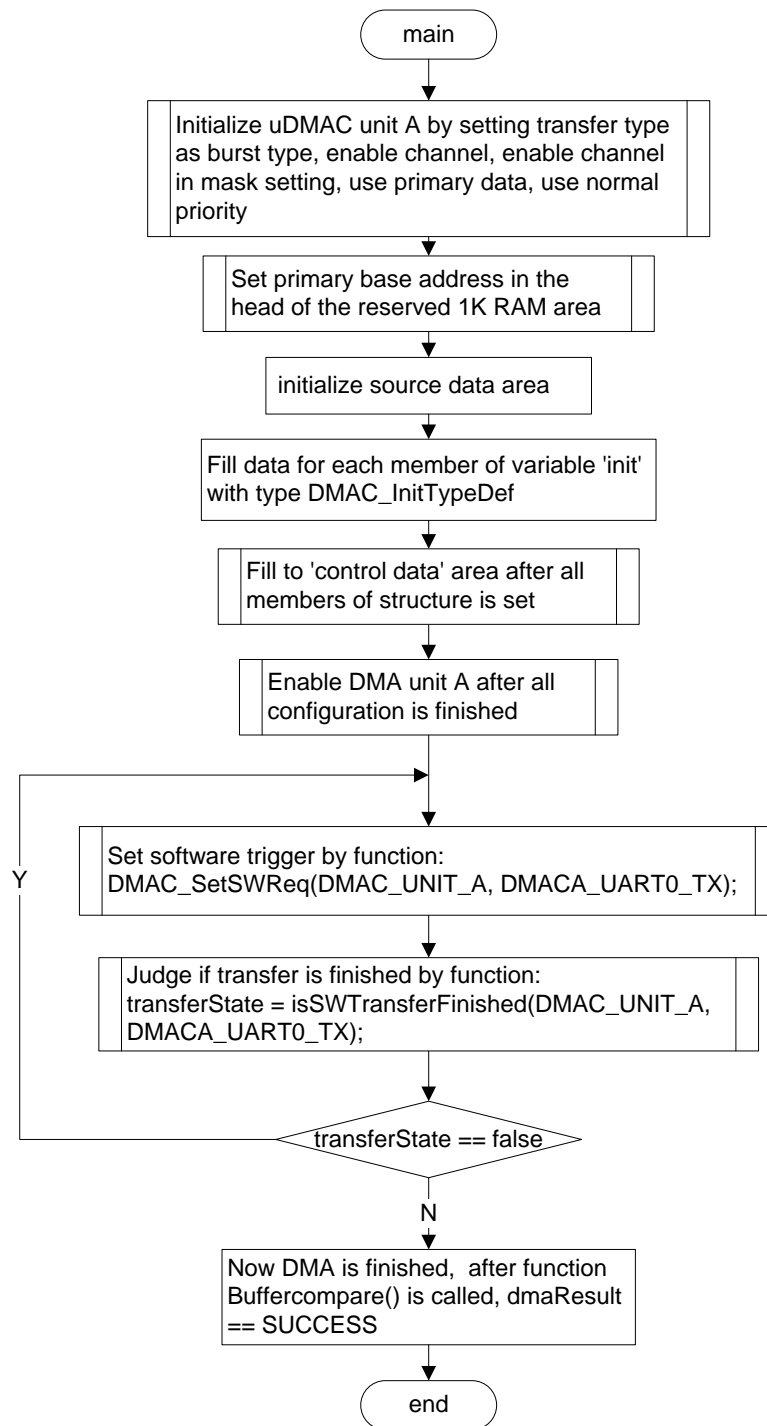 main
Initialize uDMAC unit A by setting transfer type
as burst type, enable channel, enable channel
in mask setting, use primary data, use normal
priority
Set primary base address in the
head of the reserved 1K RAM area
initialize source data area
Fill data for each member of variable 'init'
with type DMAC_InitTypeDef
Fill to 'control data' area after all
members of structure is set
Enable DMA unit A after all
configuration is finished
Set software trigger by function:
DMAC_SetSWReq(DMAC_UNIT_A, DMACA_UART0_TX);
Y
Judge if transfer is finished by function:
transferState = isSWTransferFinished(DMAC_UNIT_A,
DMACA_UART0_TX);
transferState == false
N
Now DMA is finished,  after function
Buffercompare() is called, dmaResult
== SUCCESS
end